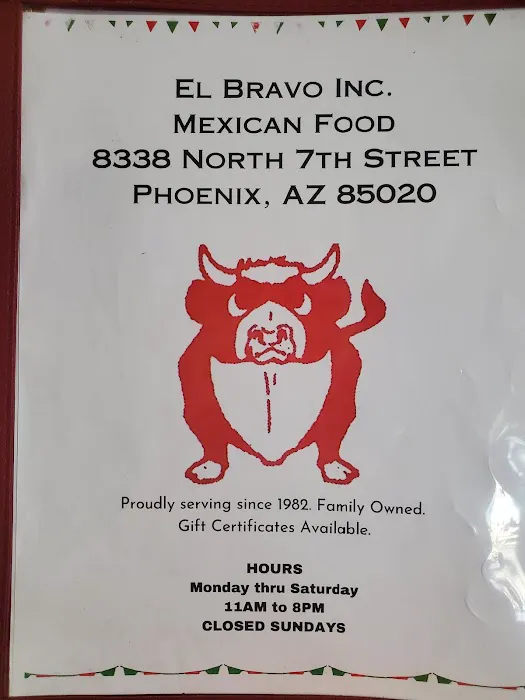 El Bravo Inc.
Mexican Food
8338 North 7th Street
Phoenix, AZ 85020
Proudly serving since 1982. Family Owned.
Gift Certificates Available.
HOURS
Monday thru Saturday
11AM to 8PM
CLOSED SUNDAYS